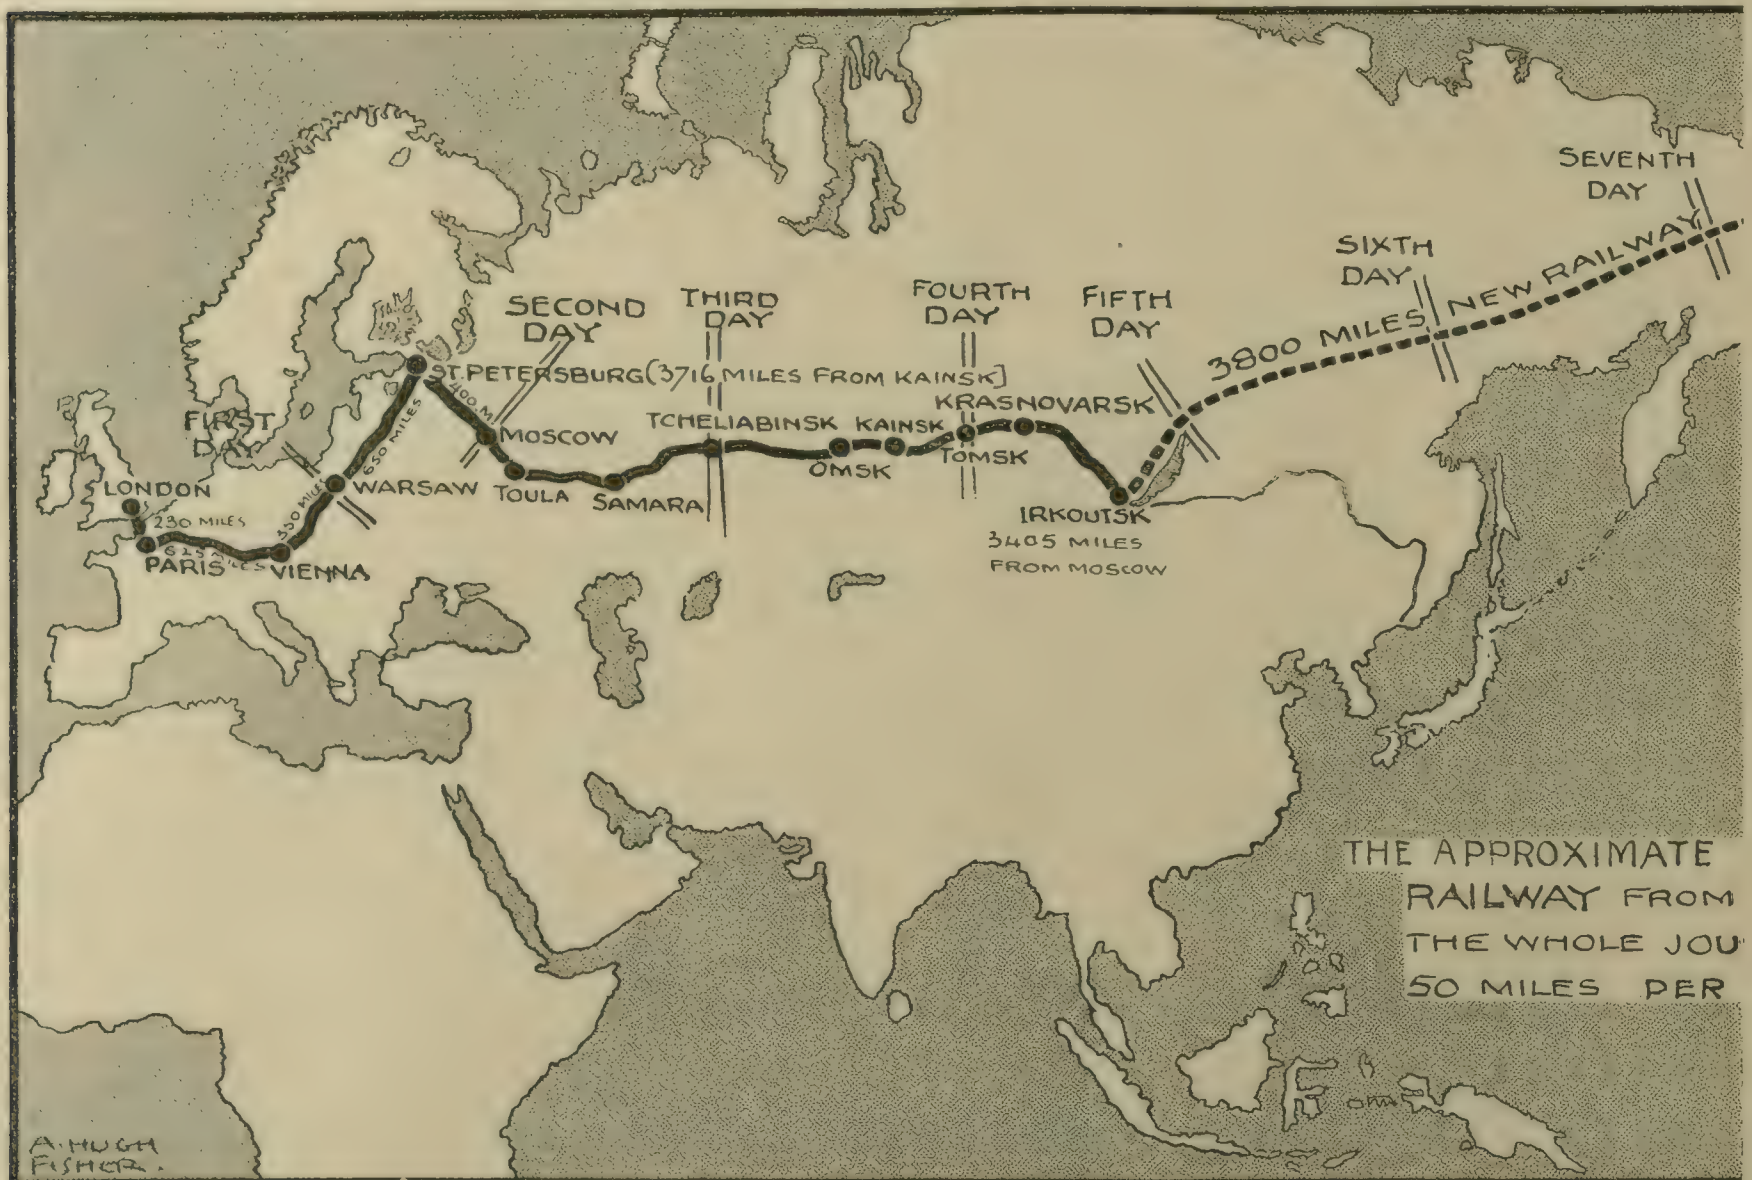 SEVENTH
DAY
SIXTH
DAY
NEW RAILWAY
3800 MILES
FIFTH
DAY
FOURTH
DAY
THIRD
DAY
SECOND
DAY
FIRST
DAY
ST. PETERSBURG (3716 MILES FROM KAINSK]
400 M
650 MILES
MOSCOW
TCHELIABINSK
KAINSK
KRASNOVARSK
OMSK
TOMSK
TOULA
SAMARA
WARSAW
350 MILES
LONDON
230 MILES
PARIS
625 MILES
VIENNA
IRKOUTSK
3405 MILES
FROM MOSCOW
THE APPROXIMATE
RAILWAY FROM
THE WHOLE JOU
50 MILES PER
A. HUGH
FISHER.